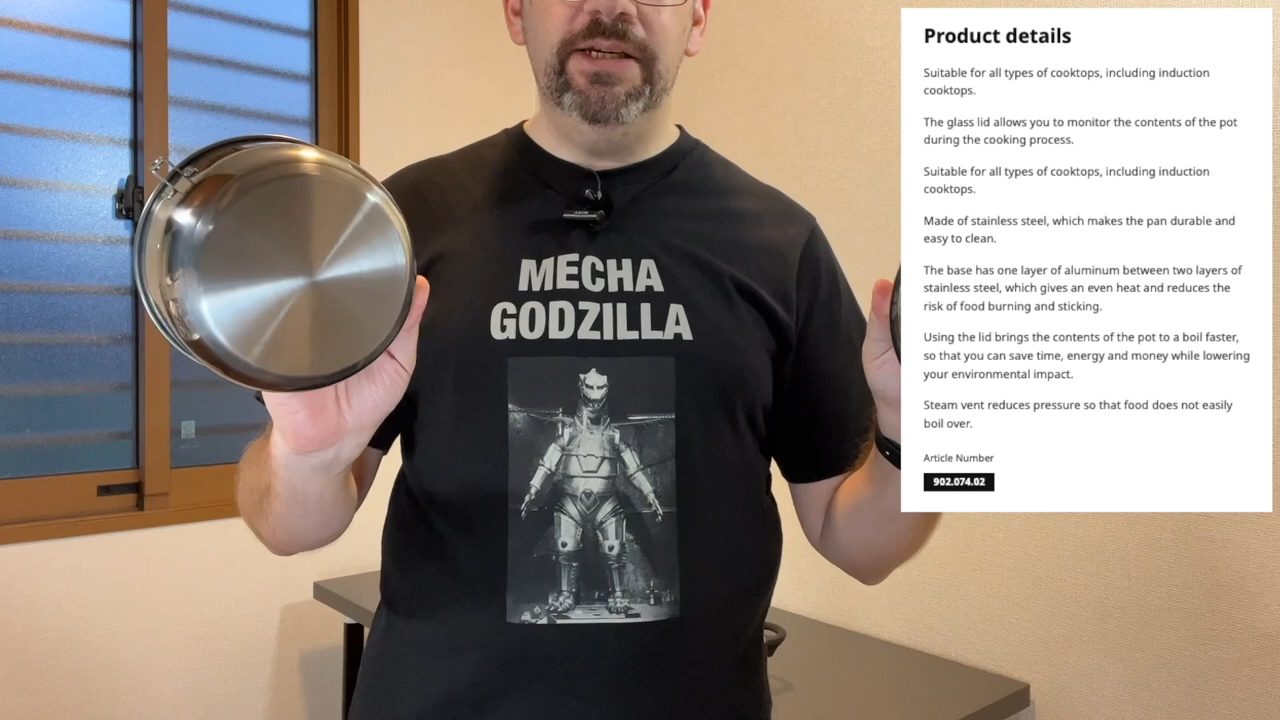 MECHA
GODZILLA
Product details
Suitable for all types of cooktops, including induction
cooktops.
The glass lid allows you to monitor the contents of the pot
during the cooking process.
Suitable for all types of cooktops, including induction
cooktops.
Made of stainless steel, which makes the pan durable and
easy to clean.
The base has one layer of aluminum between two layers of
stainless steel, which gives an even heat and reduces the
risk of food burning and sticking.
Using the lid brings the contents of the pot to a boil faster,
so that you can save time, energy and money while lowering
your environmental impact.
Steam vent reduces pressure so that food does not easily
boil over.
Article Number
902.074.02